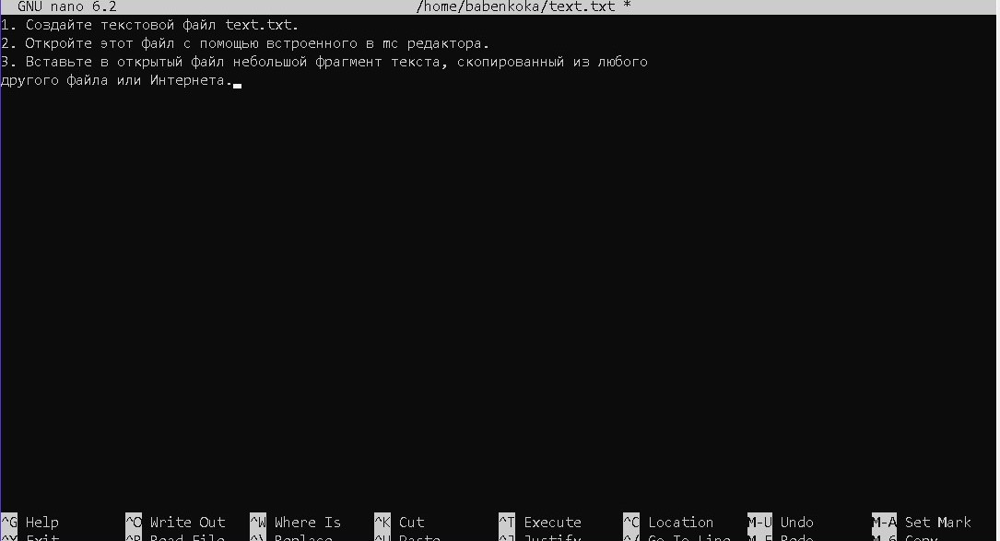 GNU nano 6.2 /home/babenkoka/text.txt *
1. Создайте текстовой файл text.txt.
2. Откройте этот файл с помощью встроенного в mc редактора.
3. Вставьте в открытый файл небольшой фрагмент текста, скопированный из любого
другого файла или Интернета.
^G Help ^O Write Out ^W Where Is ^K Cut ^T Execute ^C Location M-U Undo M-A Set Mark
^X Exit ^R Read File ^\ Replace ^U Paste ^J Justify ^/ Go To Line M-E Redo M-6 Copy